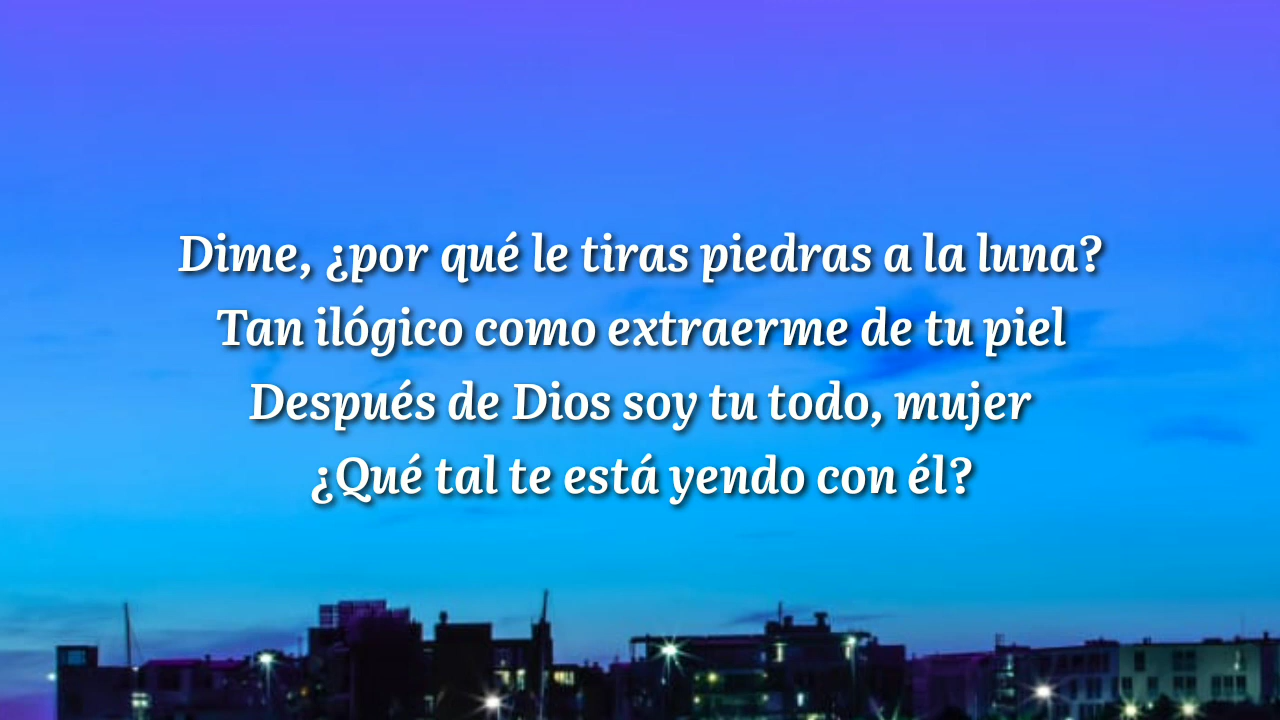 Dime, ¿por qué le tiras piedras a la luna?
Tan ilógico como extraerme de tu piel
Después de Dios soy tu todo, mujer
¿Qué tal te está yendo con él?